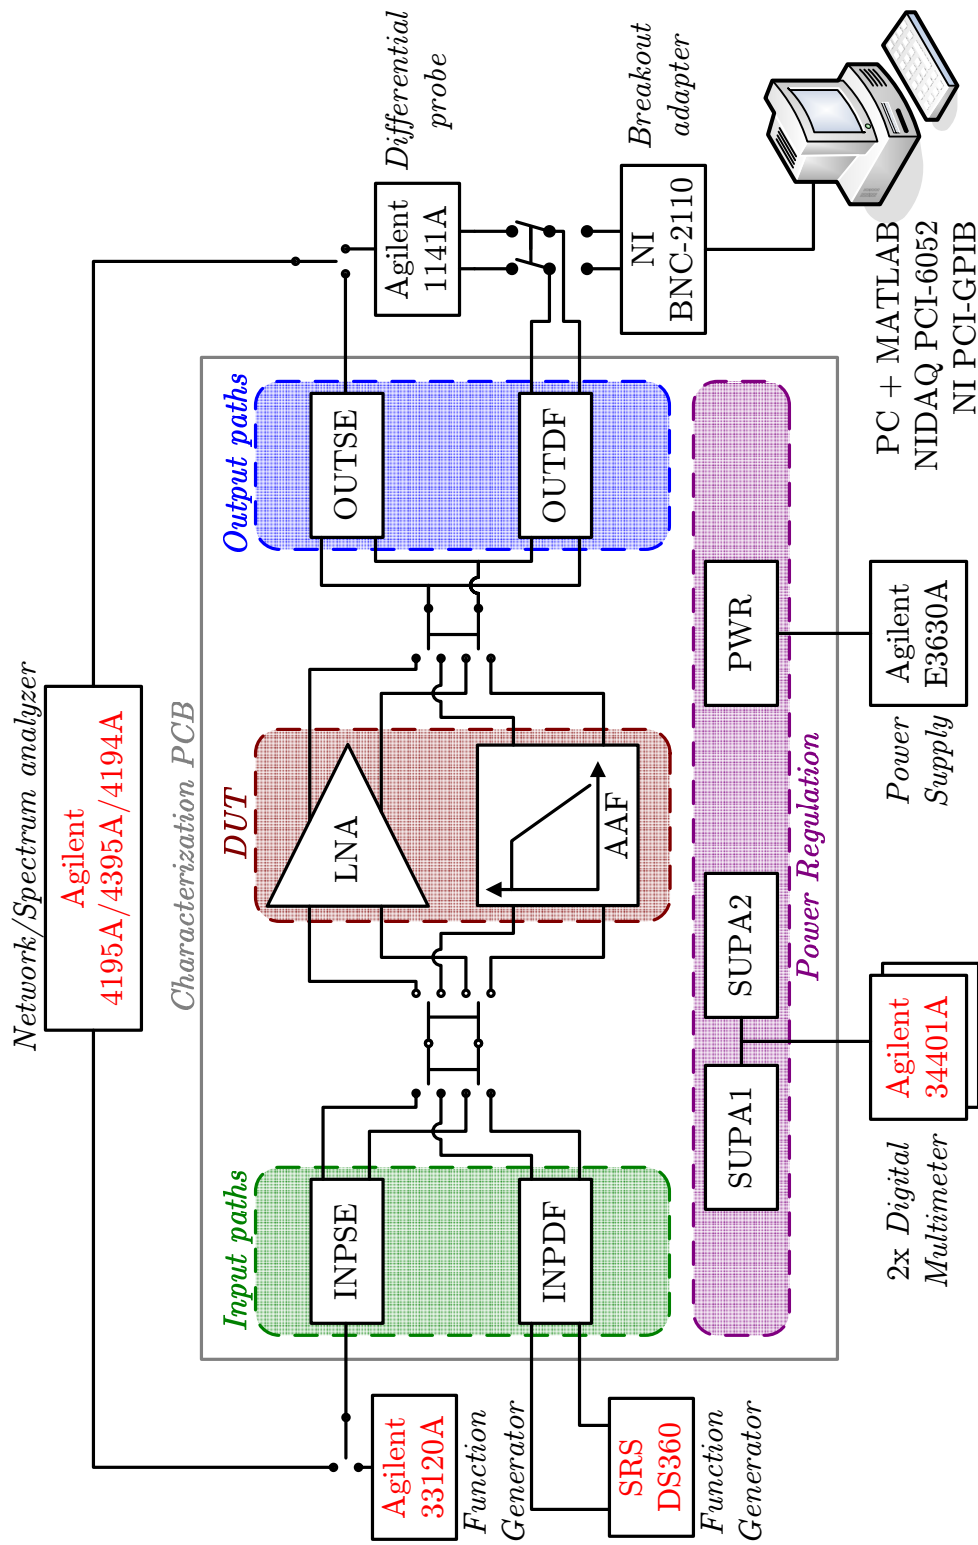 Network/Spectrum analyzer
Agilent
4195A/4395A/4194A
Characterization PCB
Input paths
DUT
Output paths
INPSE
LNA
OUTSE
INPDF
AAF
OUTDF
Agilent
33120A
Function
Generator
SRS
DS360
Function
Generator
Agilent
1141A
Differential
probe
NI
BNC-2110
Breakout
adapter
SUPA1
SUPA2
PWR
Power Regulation
2x Digital
Multimeter
Agilent
34401A
Power
Supply
Agilent
E3630A
PC + MATLAB
NIDAQ PCI-6052
NI PCI-GPIB